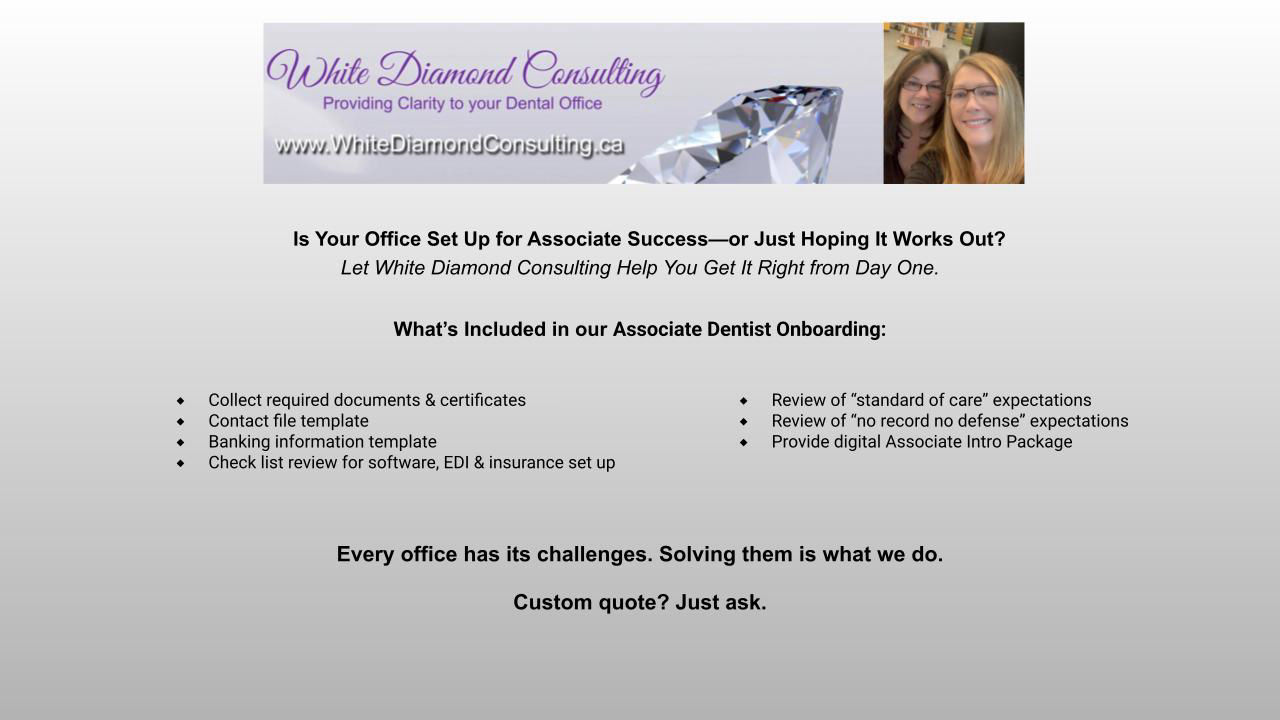 White Diamond Consulting
Providing Clarity to your Dental Office
www.WhiteDiamondConsulting.ca
Is Your Office Set Up for Associate Success—or Just Hoping It Works Out?
Let White Diamond Consulting Help You Get It Right from Day One.
What’s Included in our Associate Dentist Onboarding:
◆ Collect required documents & certificates
◆ Contact file template
◆ Banking information template
◆ Check list review for software, EDI & insurance set up
◆ Review of “standard of care” expectations
◆ Review of “no record no defense” expectations
◆ Provide digital Associate Intro Package
Every office has its challenges. Solving them is what we do.
Custom quote? Just ask.